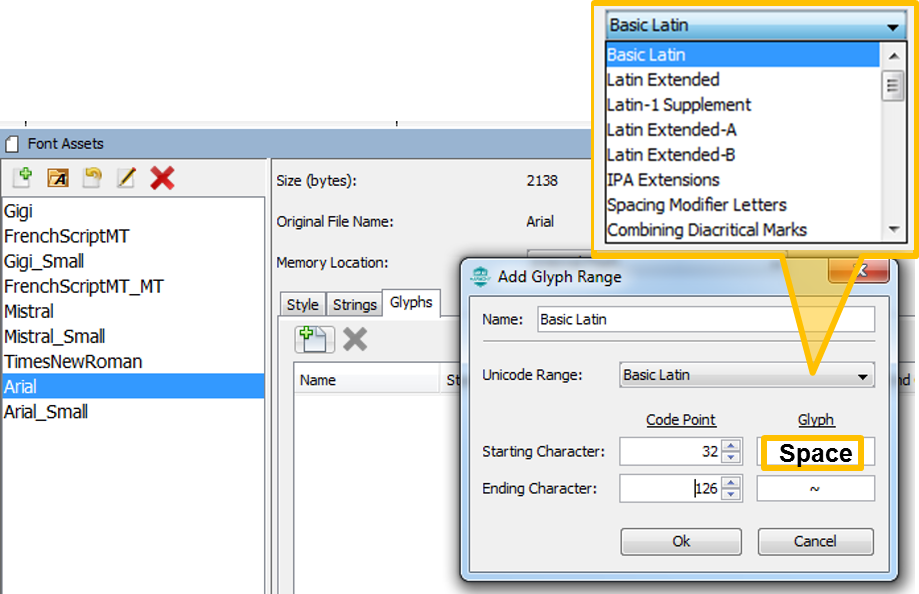 Basic Latin
Basic Latin
Latin Extended
Latin-1 Supplement
Latin Extended-A
Latin Extended-B
IPA Extensions
Spacing Modifier Letters
Combining Diacritical Marks
Font Assets
Gigi
FrenchScriptMT
Gigi_Small
FrenchScriptMT_MT
Mistral
Mistral_Small
TimesNewRoman
Arial
Arial_Small
Size (bytes): 2138
Original File Name: Arial
Memory Location:
Style Strings Glyphs
Name
Add Glyph Range
Name: Basic Latin
Unicode Range: Basic Latin
Code Point Glyph
Starting Character: 32 Space
Ending Character: 126 ~
Ok Cancel